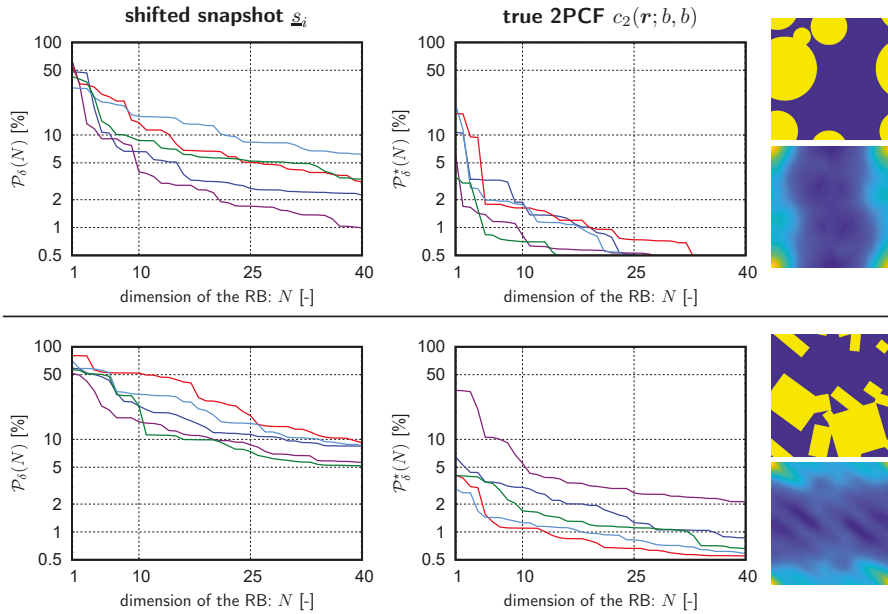 shifted snapshot s_i
true 2PCF c₂(r; b, b)
100
50
10
5
2
1
0.5
1 10 25 40
P_δ(N) [%]
dimension of the RB: N [-]
100
50
10
5
2
1
0.5
1 10 25 40
P*_δ(N) [%]
dimension of the RB: N [-]
100
50
10
5
2
1
0.5
1 10 25 40
P_δ(N) [%]
dimension of the RB: N [-]
100
50
10
5
2
1
0.5
1 10 25 40
P*_δ(N) [%]
dimension of the RB: N [-]